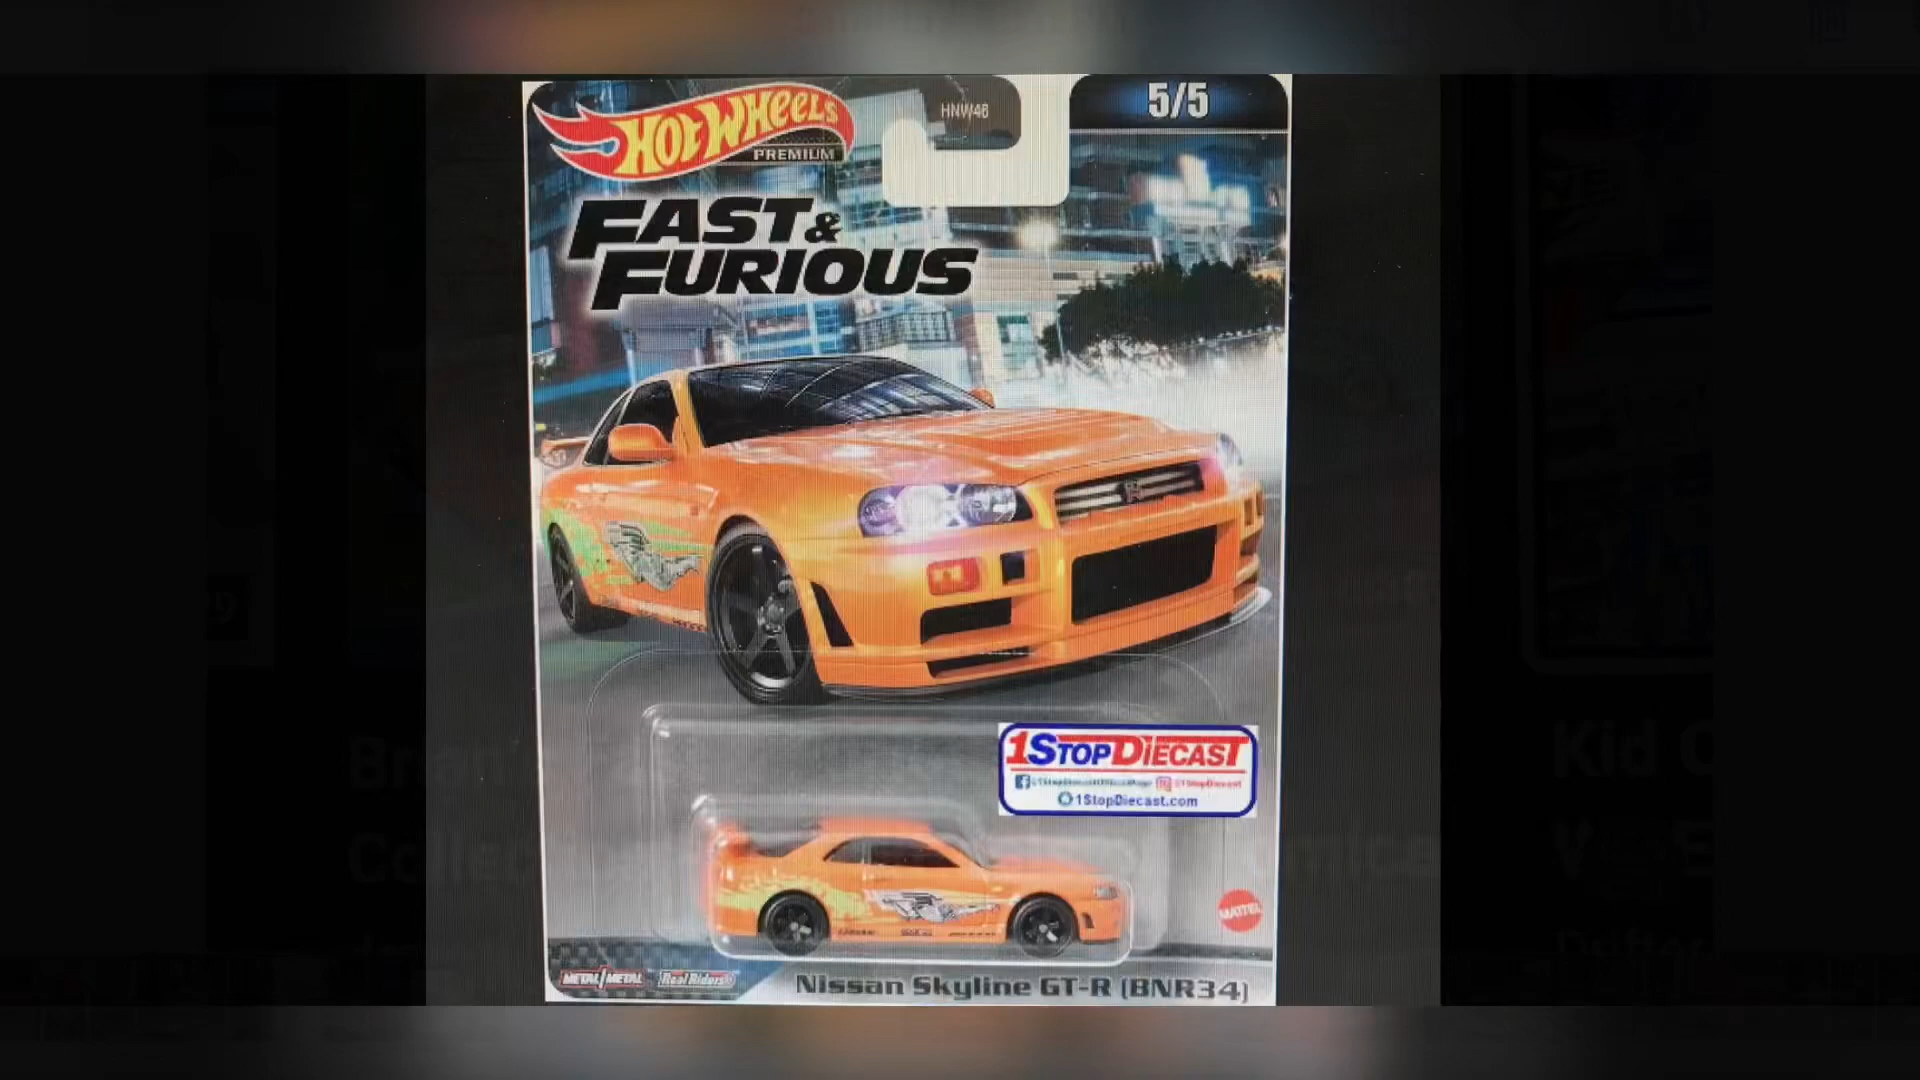 HOT WHEELS
PREMIUM
HNW46
5/5
FAST &
FURIOUS
1STOPDIECAST
1StopDiecast.com
MATTEL
METAL/METAL
Real Riders
Nissan Skyline GT-R (BNR34)
Kid